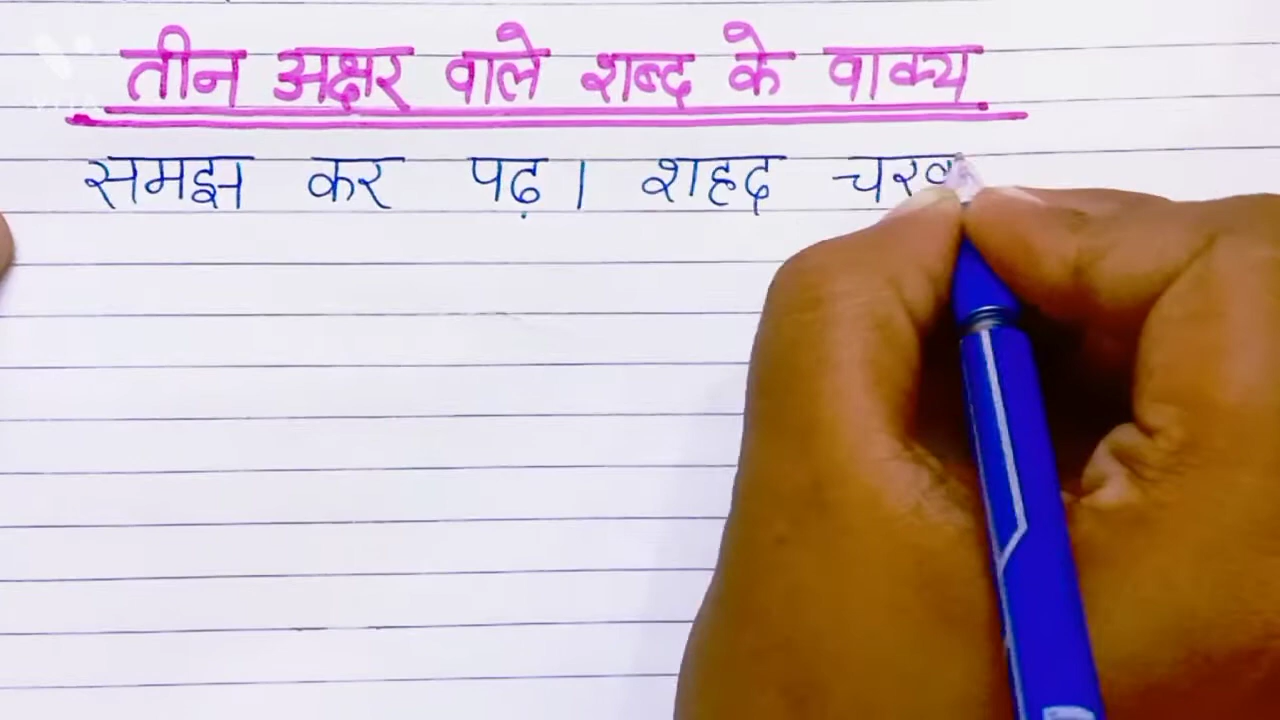 तीन अक्षर वाले शब्द के वाक्य
समझ कर पढ़। शहद